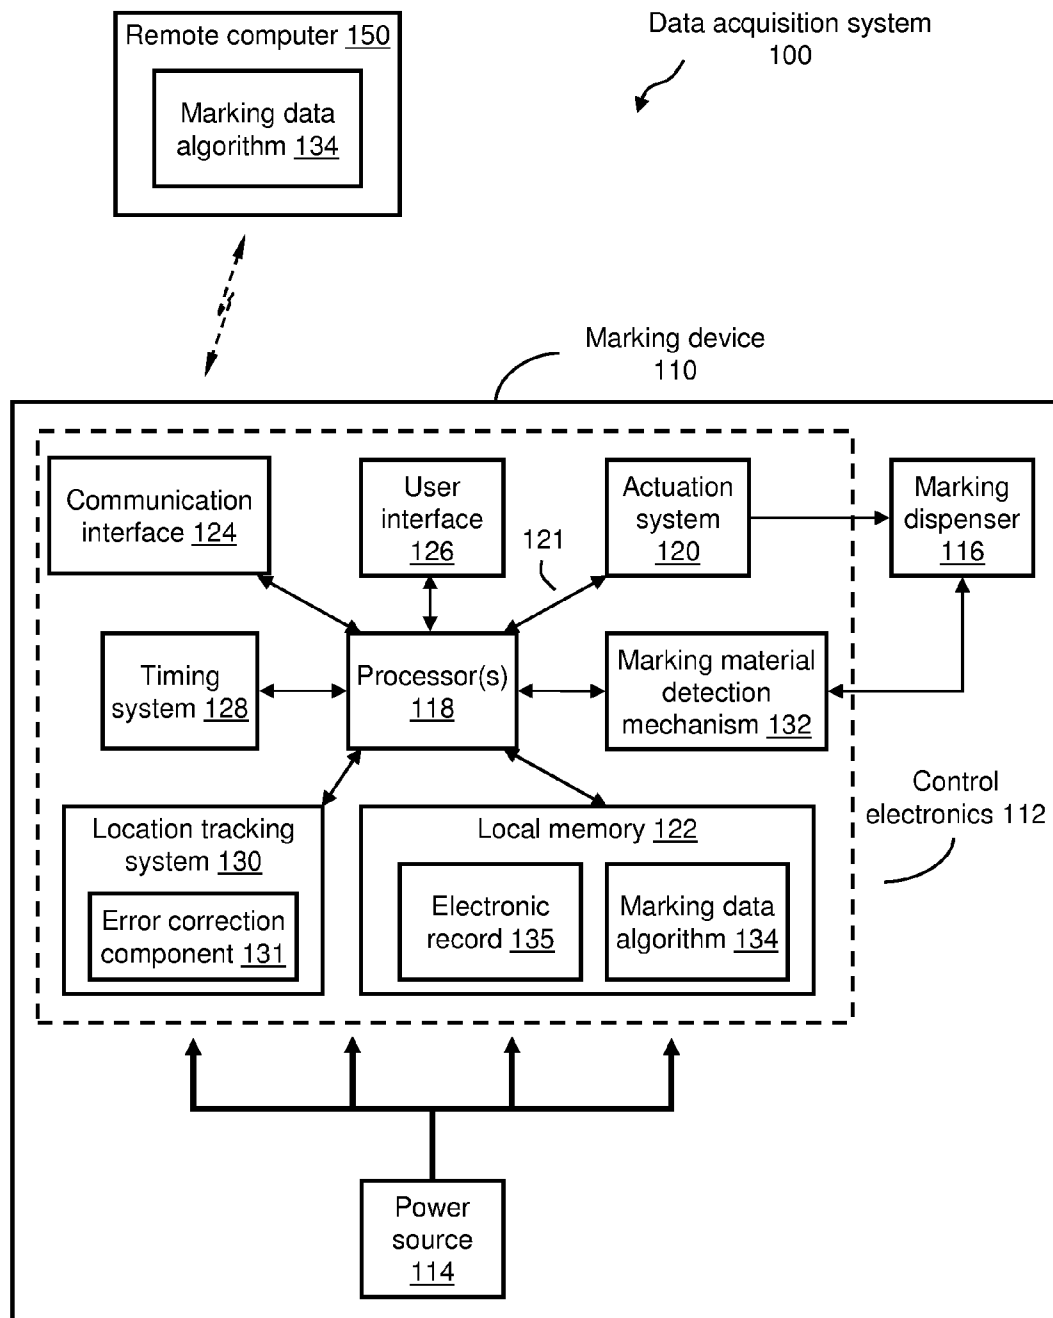 Remote computer 150
Marking data
algorithm 134
Data acquisition system
100
Marking device
110
Communication
interface 124
User
interface
126
Actuation
system
120
Marking
dispenser
116
121
Timing
system 128
Processor(s)
118
Marking material
detection
mechanism 132
Control
electronics 112
Location tracking
system 130
Error correction
component 131
Local memory 122
Electronic
record 135
Marking data
algorithm 134
Power
source
114